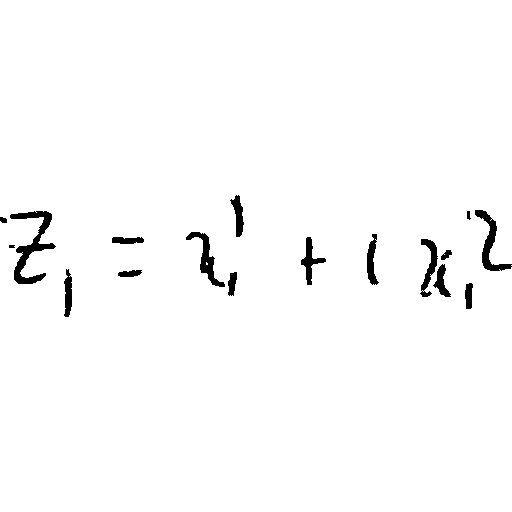 z_1 = x_1^1 + i x_1^2